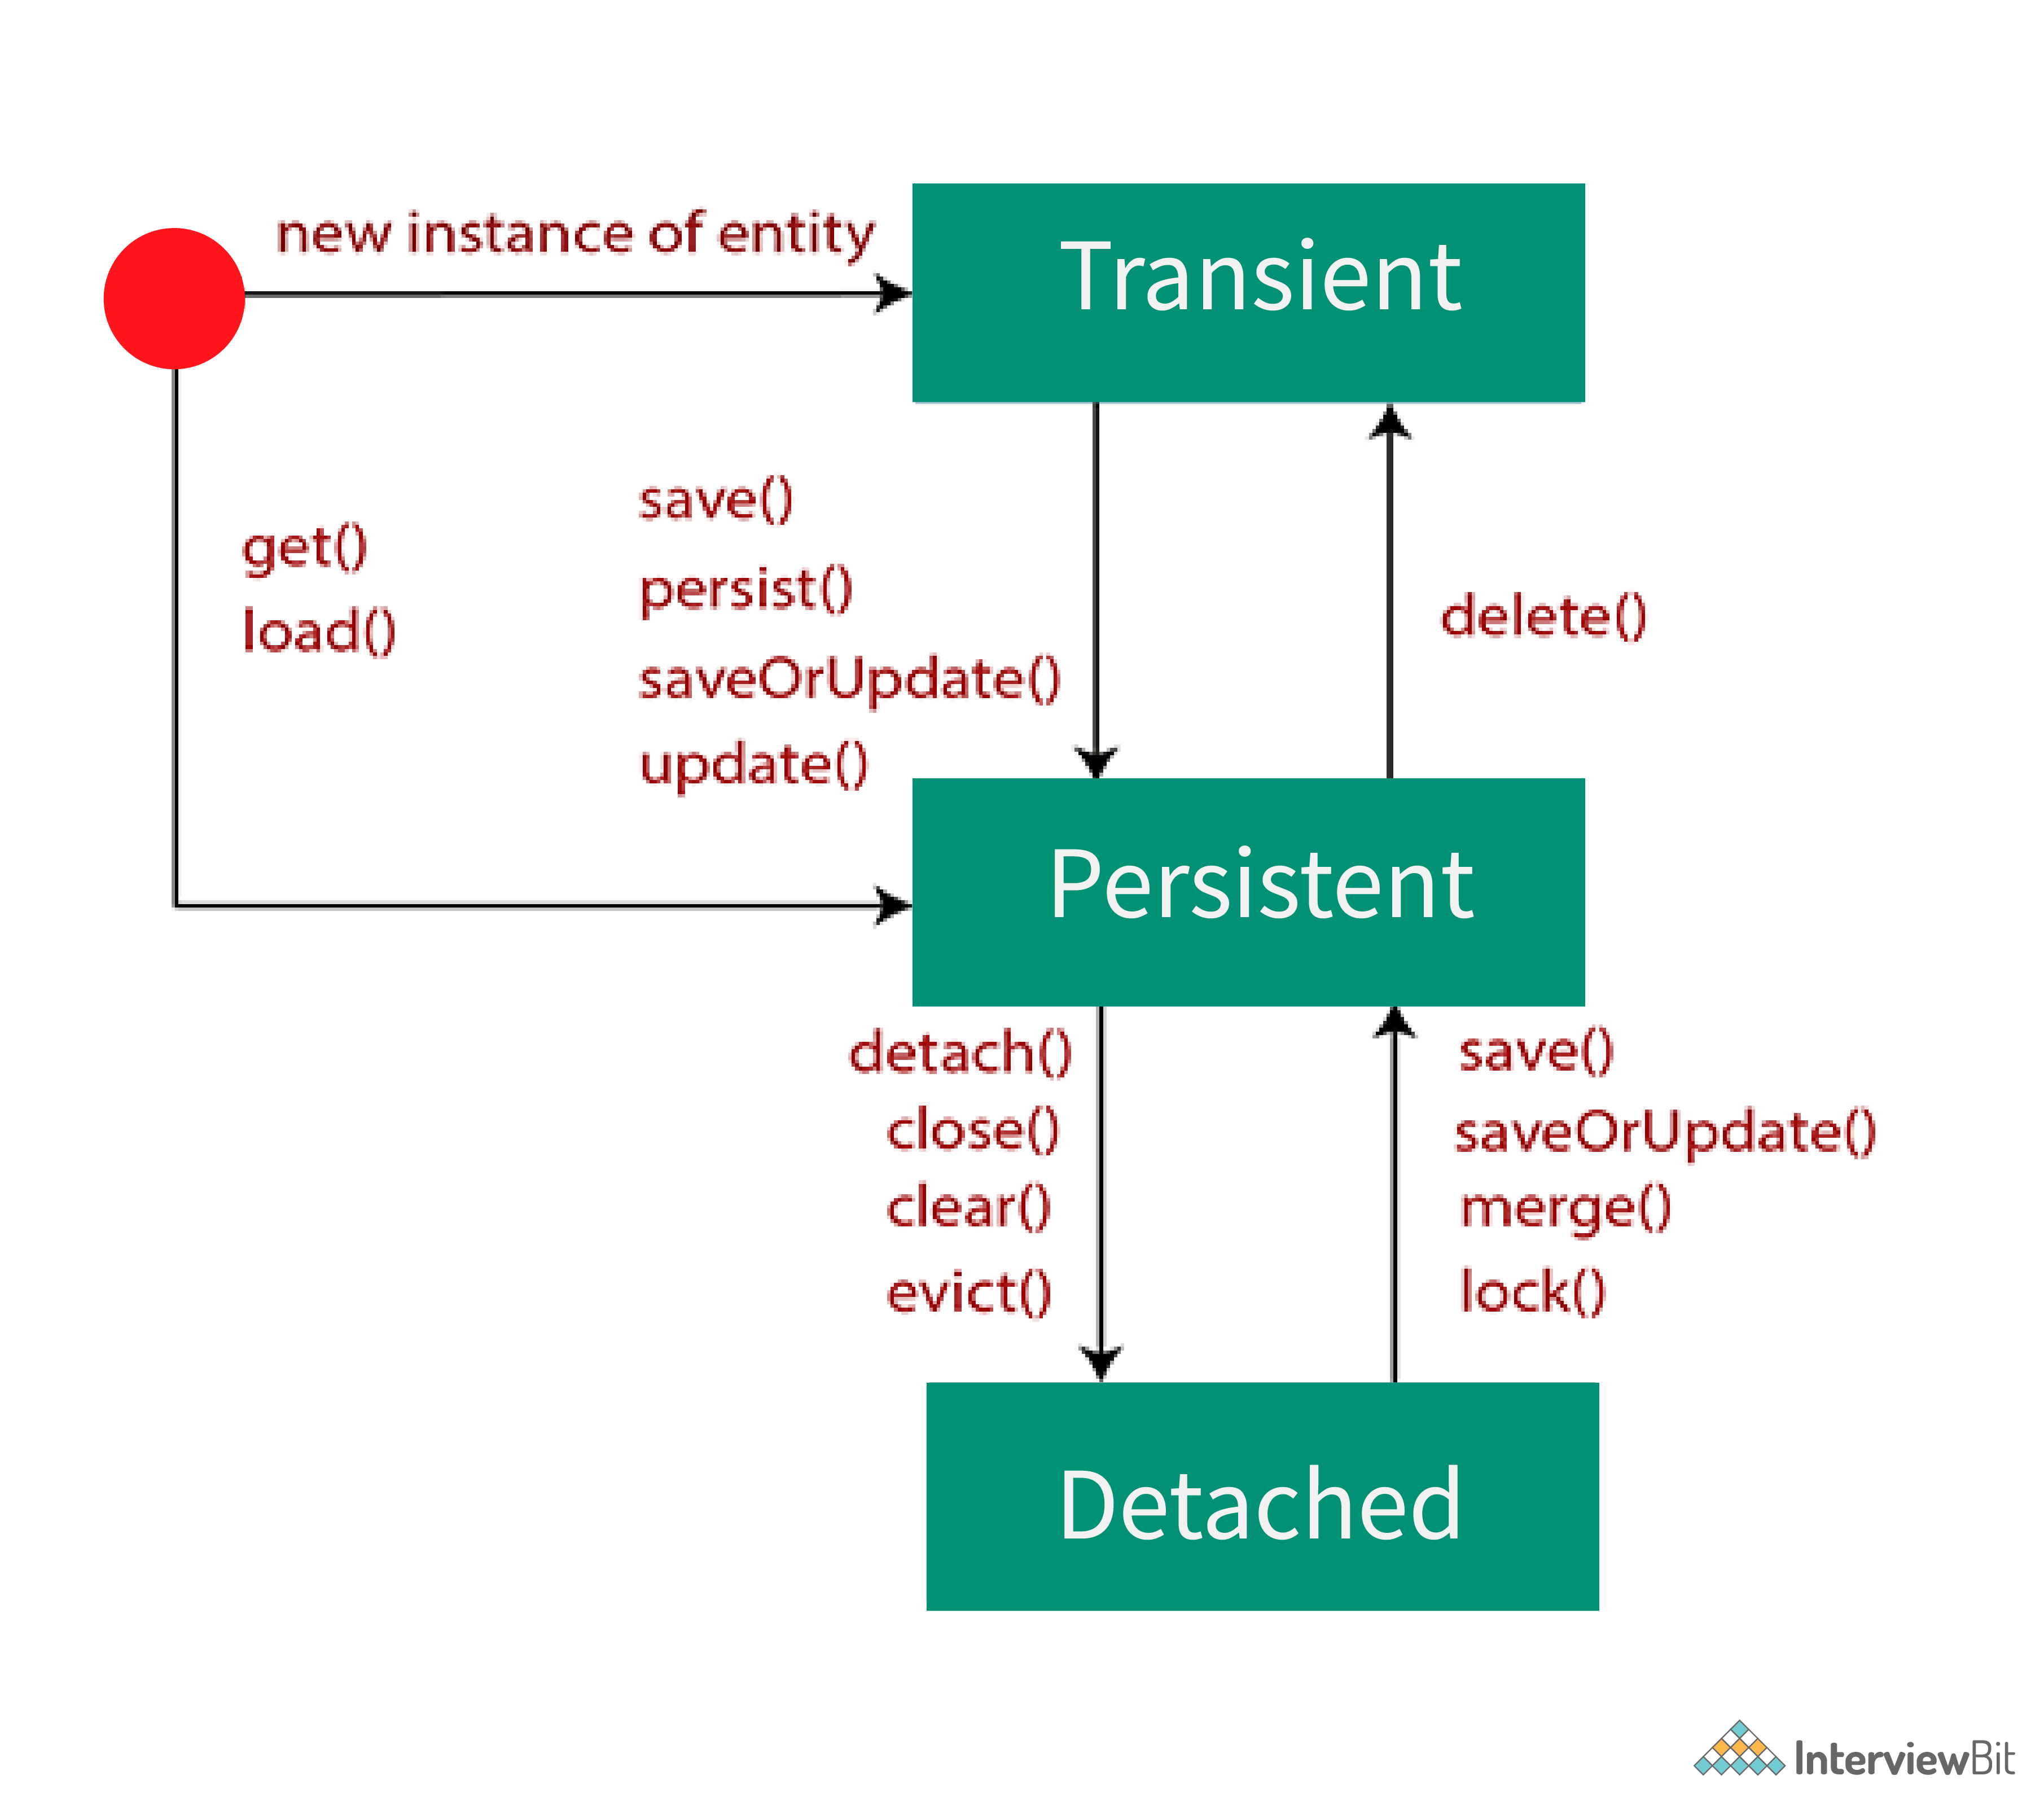 new instance of entity
Transient
get()
load()
save()
persist()
saveOrUpdate()
update()
delete()
Persistent
detach()
close()
clear()
evict()
save()
saveOrUpdate()
merge()
lock()
Detached
InterviewBit